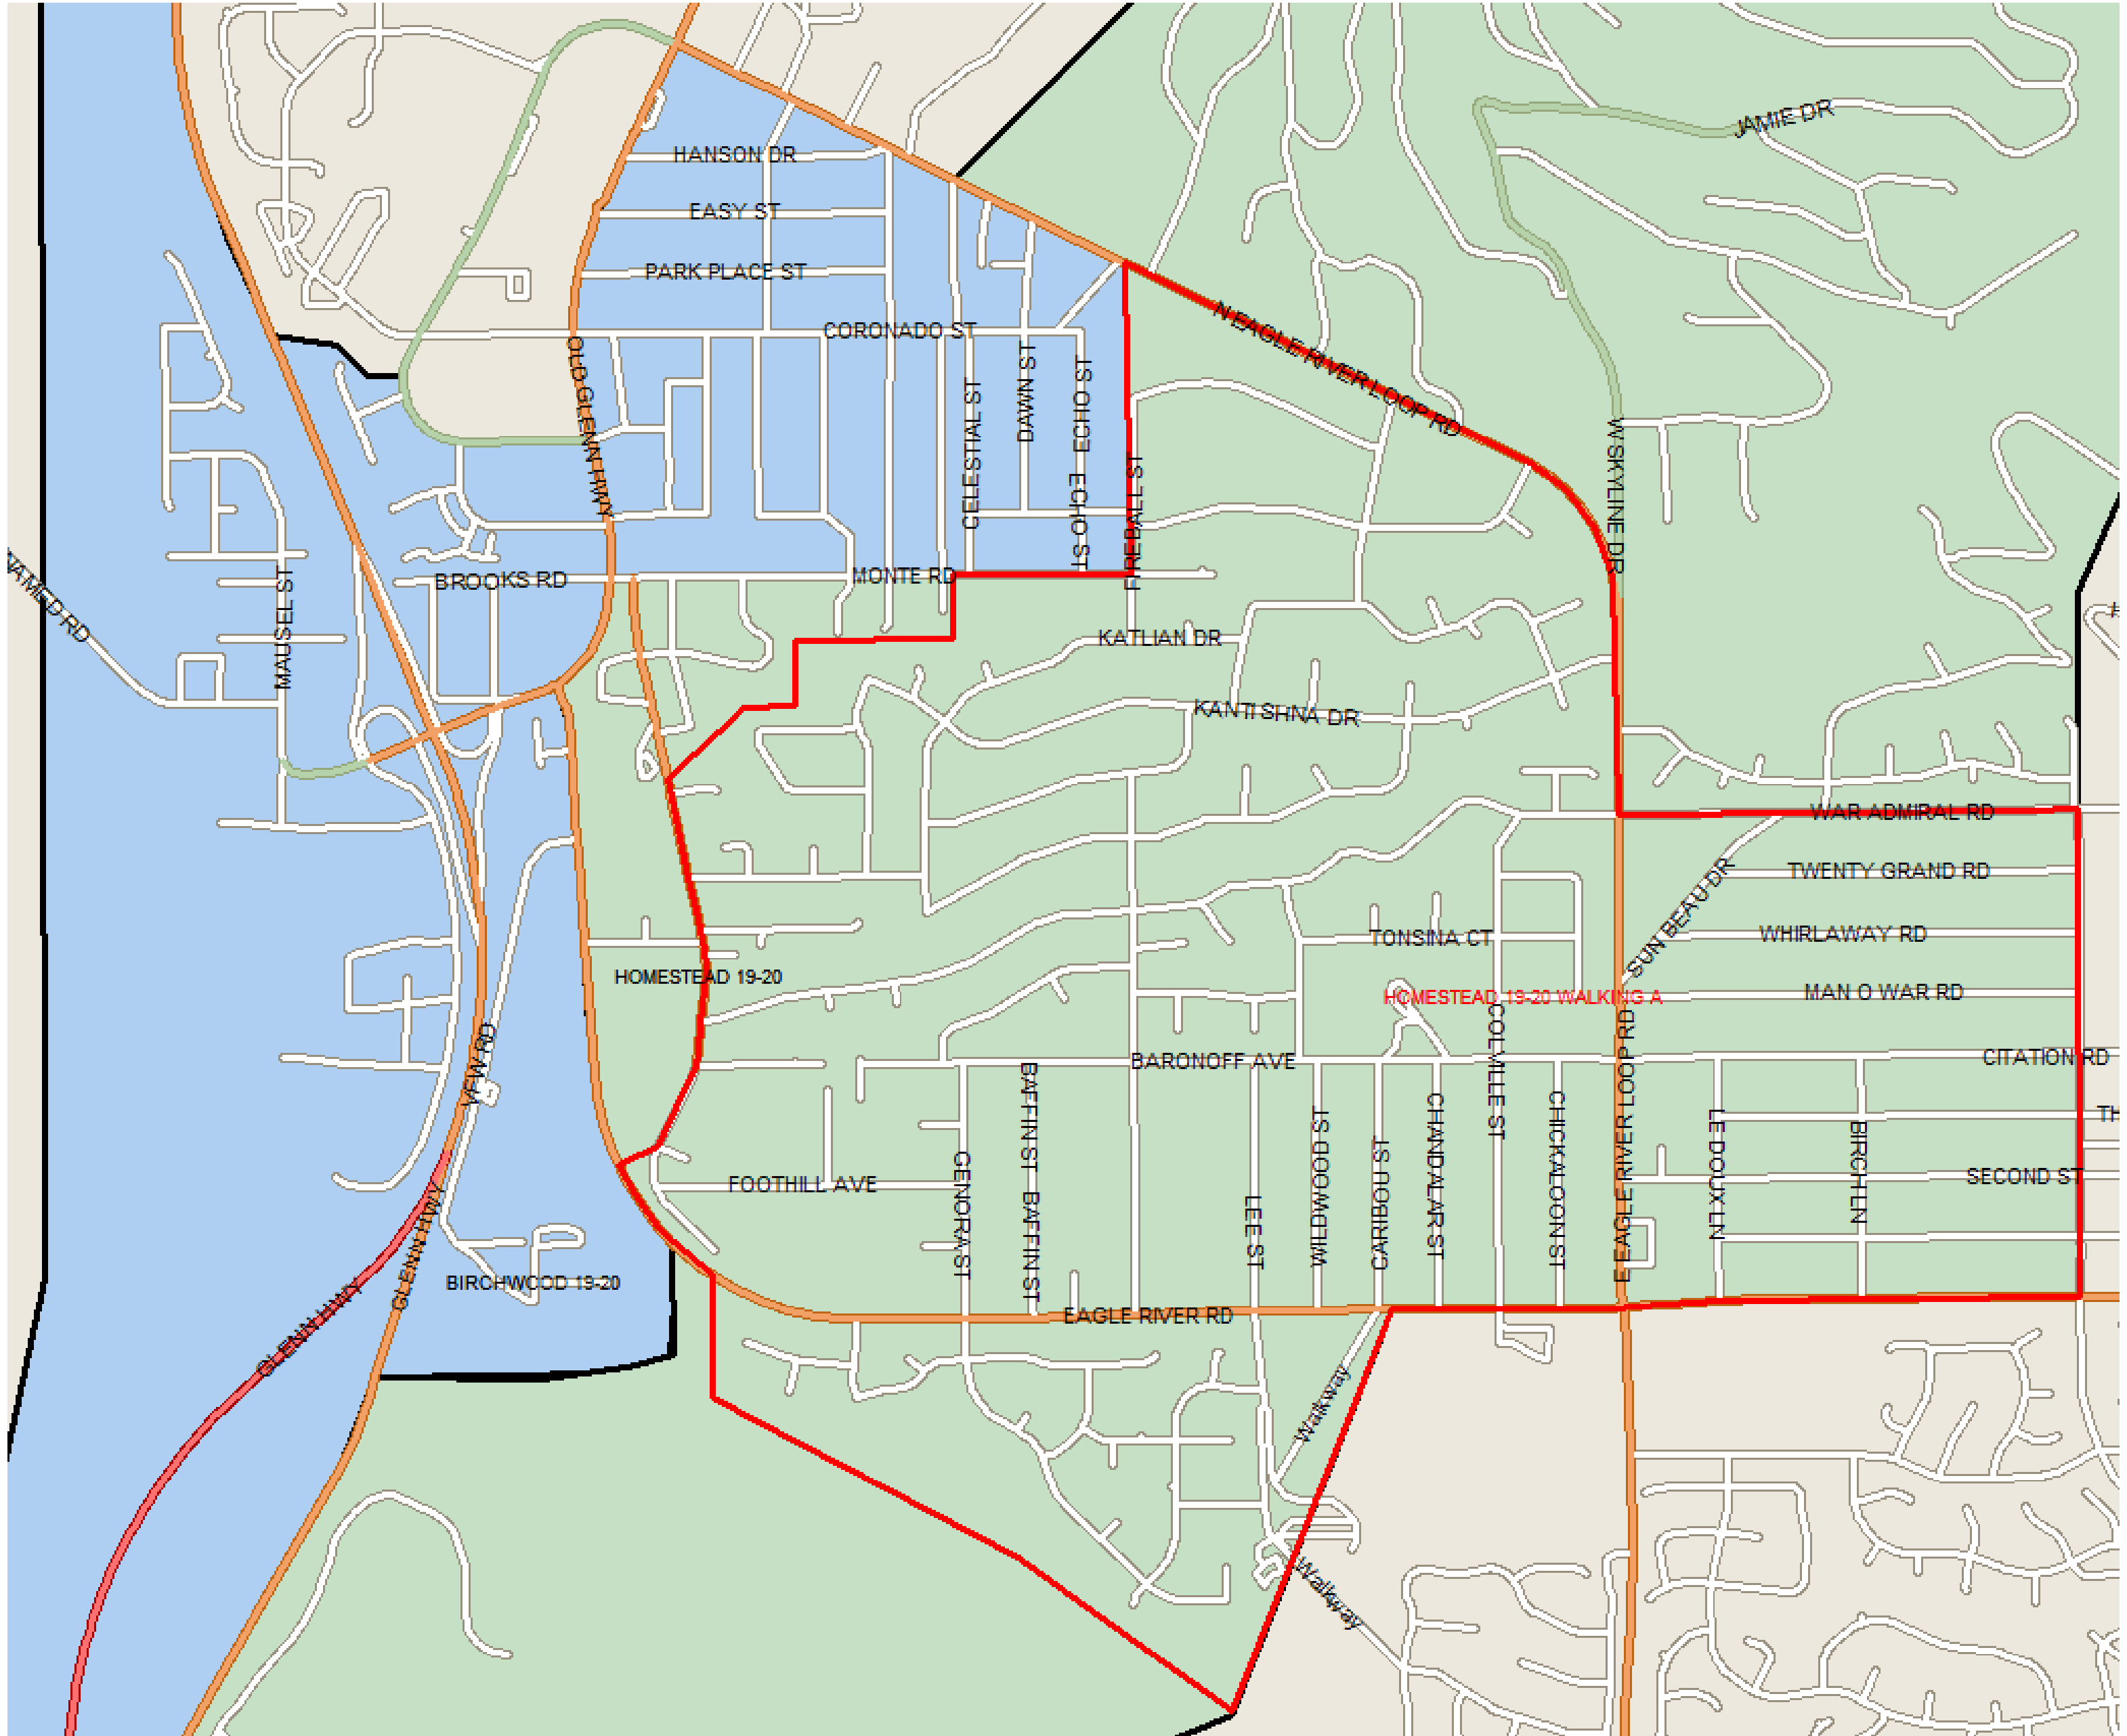 JAMIE DR
HANSON DR
EASY ST
PARK PLACE ST
N EAGLE RIVER LOOP RD
CORONADO ST
OLD GLENN HWY
CELESTIAL ST
DAWN ST
ECHO ST
ECHO ST
FIREBALL ST
W SKYLINE DR
NAMED RD
MAUSEL ST
BROOKS RD
MONTE RD
KATLIAN DR
KANTISHNA DR
WAR ADMIRAL RD
TWENTY GRAND RD
SUN BEAU DR
WHIRLAWAY RD
TONSINA CT
HOMESTEAD 19-20
HOMESTEAD 19-20 WALKING A
MAN O WAR RD
VFW RD
BARONOFF AVE
COLVILLE ST
E EAGLE RIVER LOOP RD
CITATION RD
TH
BAFFIN ST
BAFFIN ST
GENORA ST
LEE ST
WILDWOOD ST
CARIBOU ST
CHANDALAR ST
CHICKALOON ST
LE DOUX LN
BIRCH LN
SECOND ST
FOOTHILL AVE
GLENN HWY
GLENN HWY
BIRCHWOOD 19-20
EAGLE RIVER RD
Walkway
Walkway